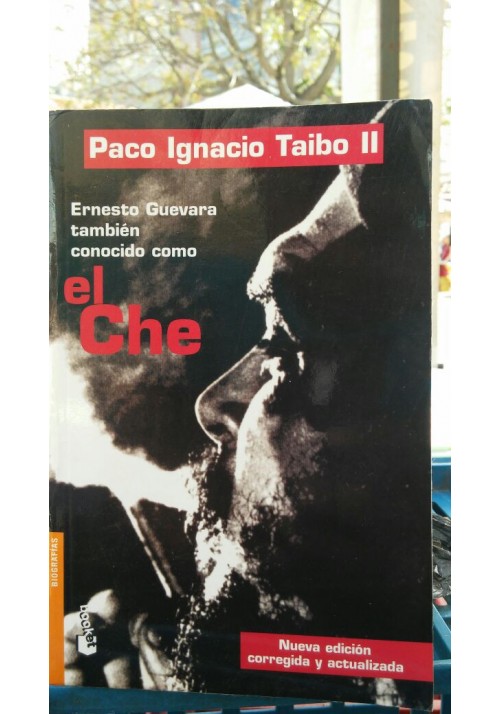 Paco Ignacio Taibo II
Ernesto Guevara
también
conocido como
el
Che
BIOGRAFÍAS
booket
Nueva edición
corregida y actualizada